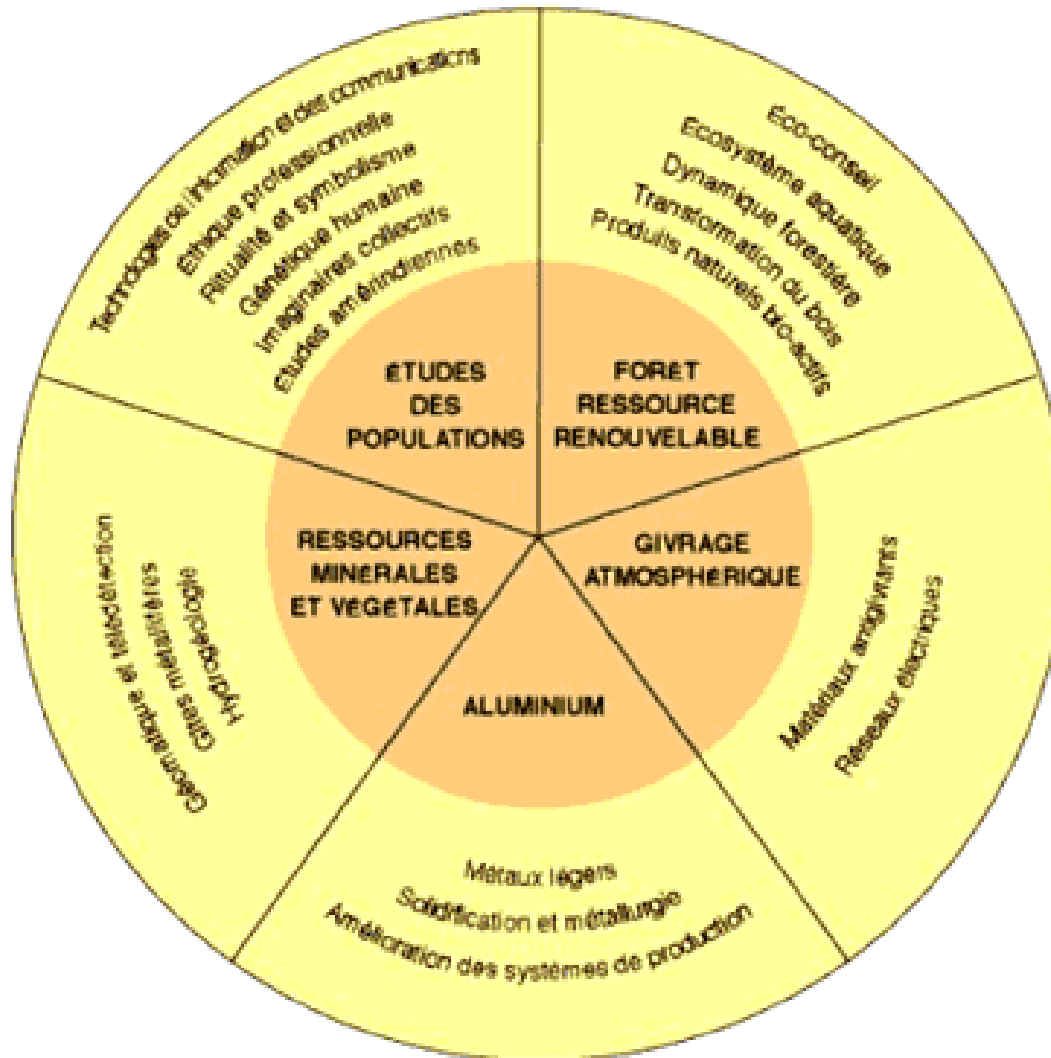 Technologies de l'information et des communications
Éthique professionnelle
Ritualité et symbolisme
Génétique humaine
Imaginaires collectifs
Études amérindiennes
ÉTUDES
DES
POPULATIONS
Éco-conseil
Écosystème aquatique
Dynamique forestière
Transformation du bois
Produits naturels bio-actifs
FORÊT
RESSOURCE
RENOUVELABLE
GIVRAGE
ATMOSPHÉRIQUE
Matériaux antigivrants
Réseaux électriques
ALUMINIUM
Métaux légers
Solidification et métallurgie
Amélioration des systèmes de production
RESSOURCES
MINÉRALES
ET VÉGÉTALES
Géomatique et télédétection
Gîtes métallifères
Hydrogéologie